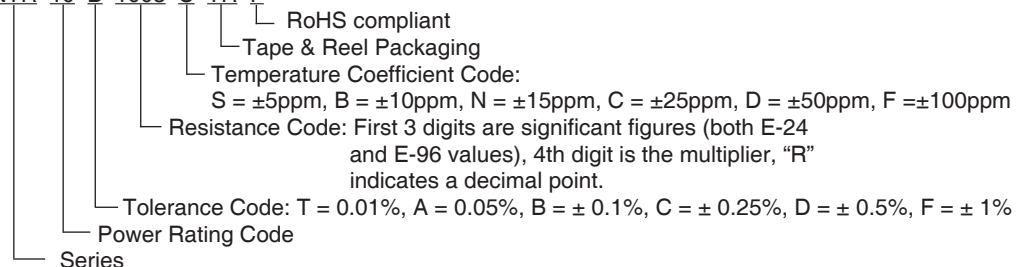 RoHS compliant
Tape & Reel Packaging
Temperature Coefficient Code:
S = ±5ppm, B = ±10ppm, N = ±15ppm, C = ±25ppm, D = ±50ppm, F =±100ppm
Resistance Code: First 3 digits are significant figures (both E-24
and E-96 values), 4th digit is the multiplier, “R”
indicates a decimal point.
Tolerance Code: T = 0.01%, A = 0.05%, B = ± 0.1%, C = ± 0.25%, D = ± 0.5%, F = ± 1%
Power Rating Code
Series